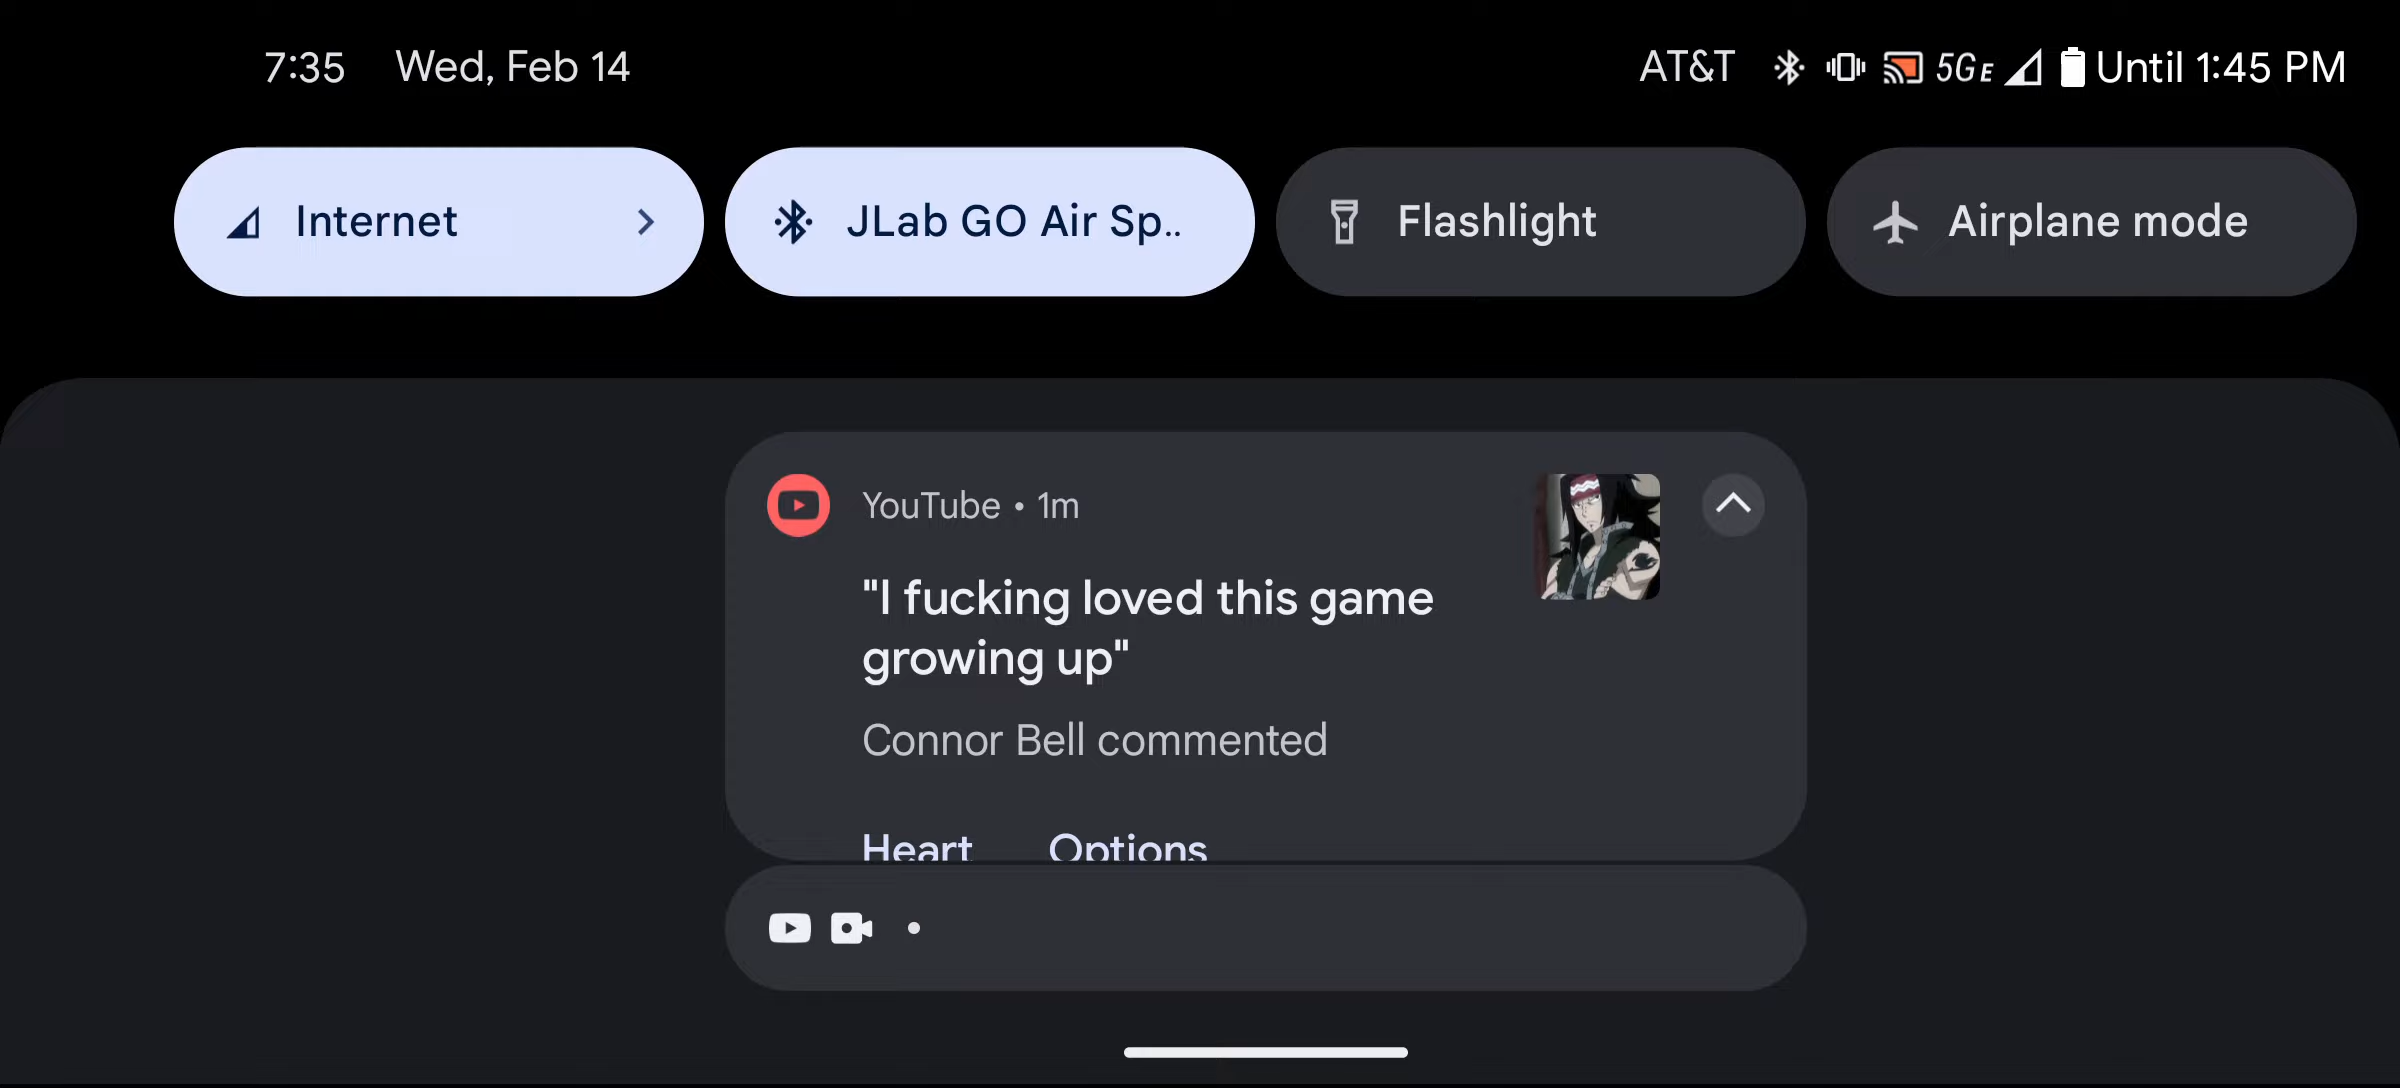 7:35 Wed, Feb 14 AT&T 5GE Until 1:45 PM
Internet JLab GO Air Sp.. Flashlight Airplane mode
YouTube • 1m
"I fucking loved this game
growing up"
Connor Bell commented
Heart Options